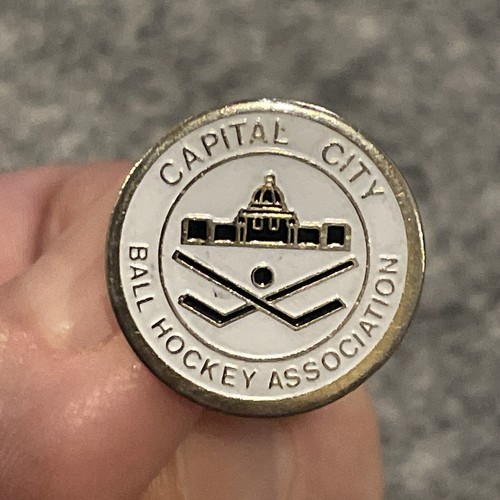 CAPITAL CITY
BALL HOCKEY ASSOCIATION